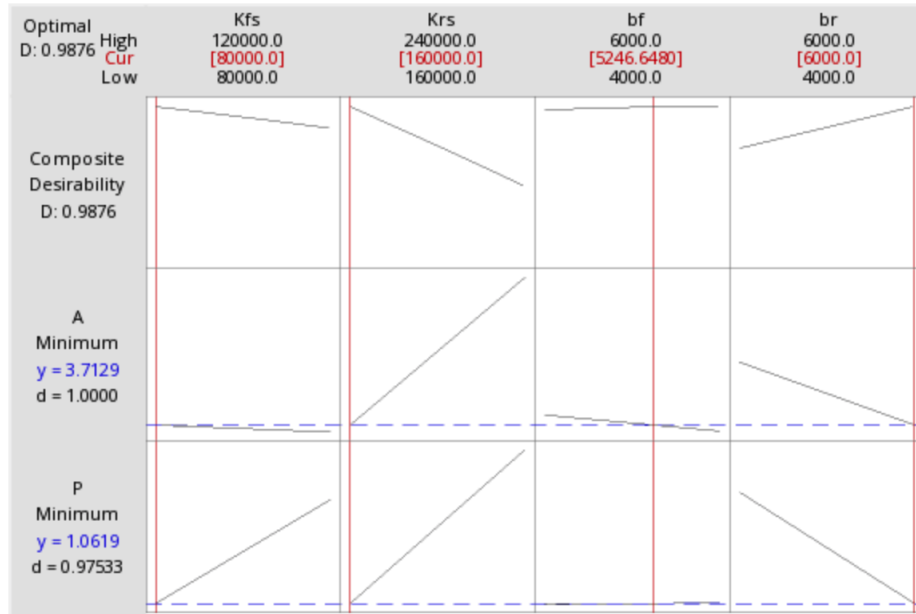 Optimal
D: 0.9876
High
Cur
Low
Kfs
120000.0
[80000.0]
80000.0
Krs
240000.0
[160000.0]
160000.0
bf
6000.0
[5246.6480]
4000.0
br
6000.0
[6000.0]
4000.0
Composite
Desirability
D: 0.9876
A
Minimum
y = 3.7129
d = 1.0000
P
Minimum
y = 1.0619
d = 0.97533